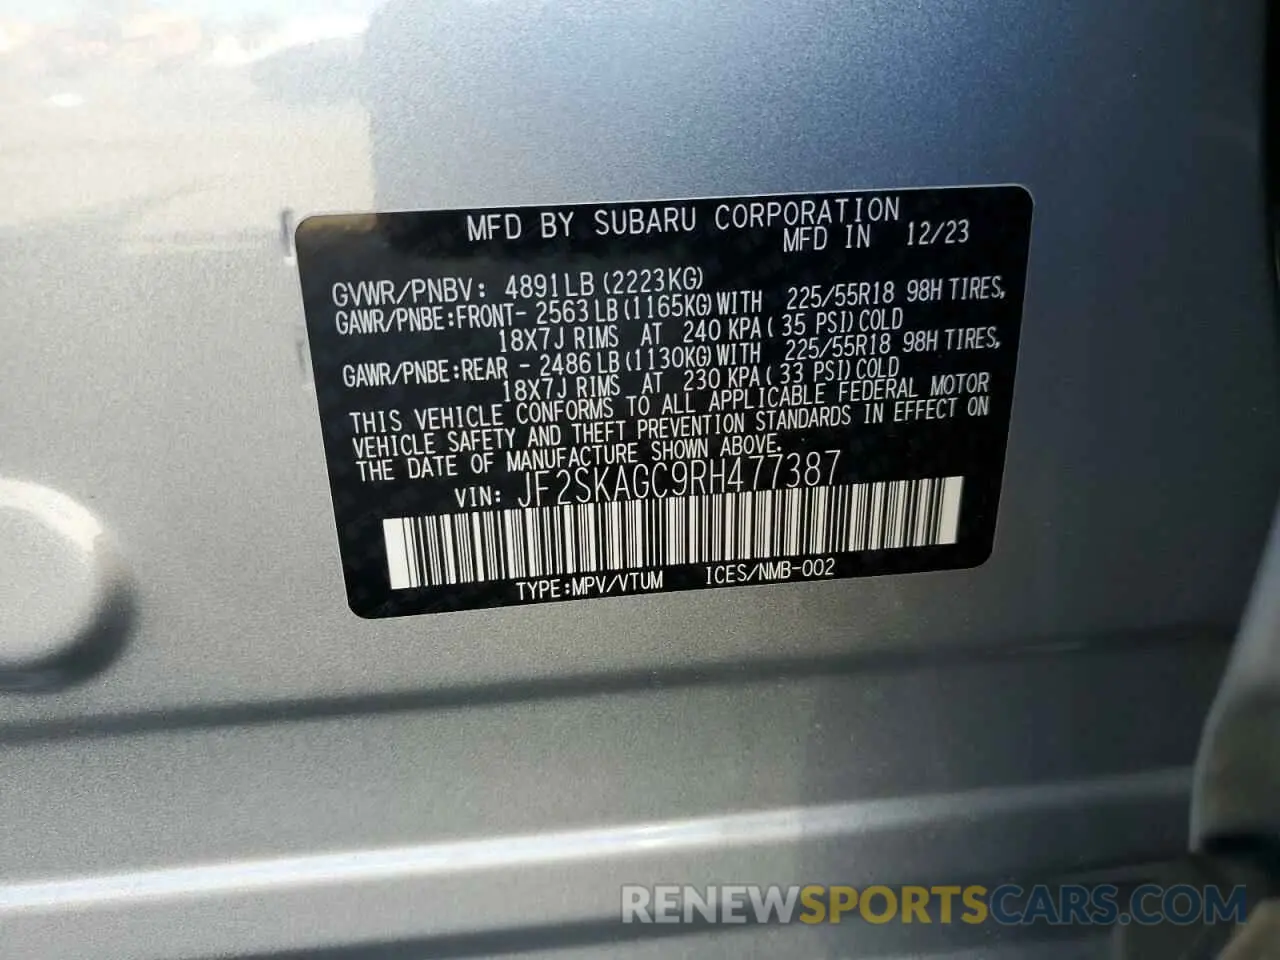 MFD BY SUBARU CORPORATION
MFD IN 12/23
GVWR/PNBV: 4891LB(2223KG)
GAWR/PNBE:FRONT- 2563LB(1165KG)WITH 225/55R18 98H TIRES,
18X7J RIMS AT 240 KPA( 35 PSI)COLD
GAWR/PNBE:REAR - 2486LB(1130KG)WITH 225/55R18 98H TIRES,
18X7J RIMS AT 230 KPA( 33 PSI)COLD
THIS VEHICLE CONFORMS TO ALL APPLICABLE FEDERAL MOTOR
VEHICLE SAFETY AND THEFT PREVENTION STANDARDS IN EFFECT ON
THE DATE OF MANUFACTURE SHOWN ABOVE.
VIN: JF2SKAGC9RH477387
TYPE:MPV/VTUM ICES/NMB-002
RENEWSPORTSCARS.COM